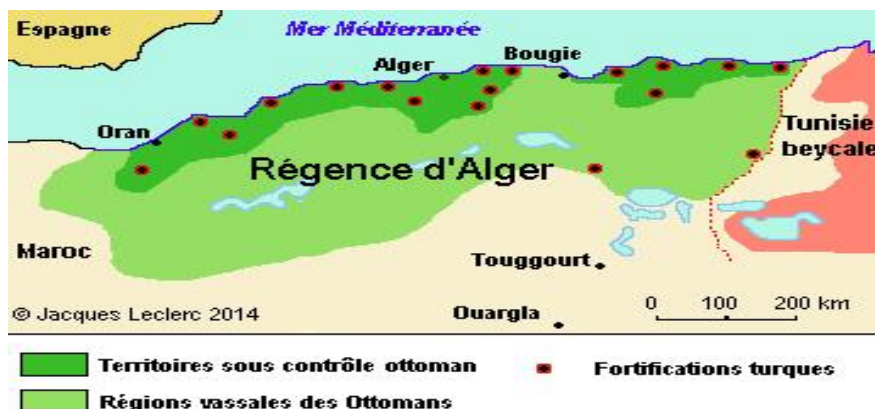 Espagne
Mer Méditerranée
Alger
Bougie
Oran
Tunisie
beycale
Régence d'Alger
Maroc
Touggourt
0 100 200 km
© Jacques Leclerc 2014
Ouargla
Territoires sous contrôle ottoman
Fortifications turques
Régions vassales des Ottomans